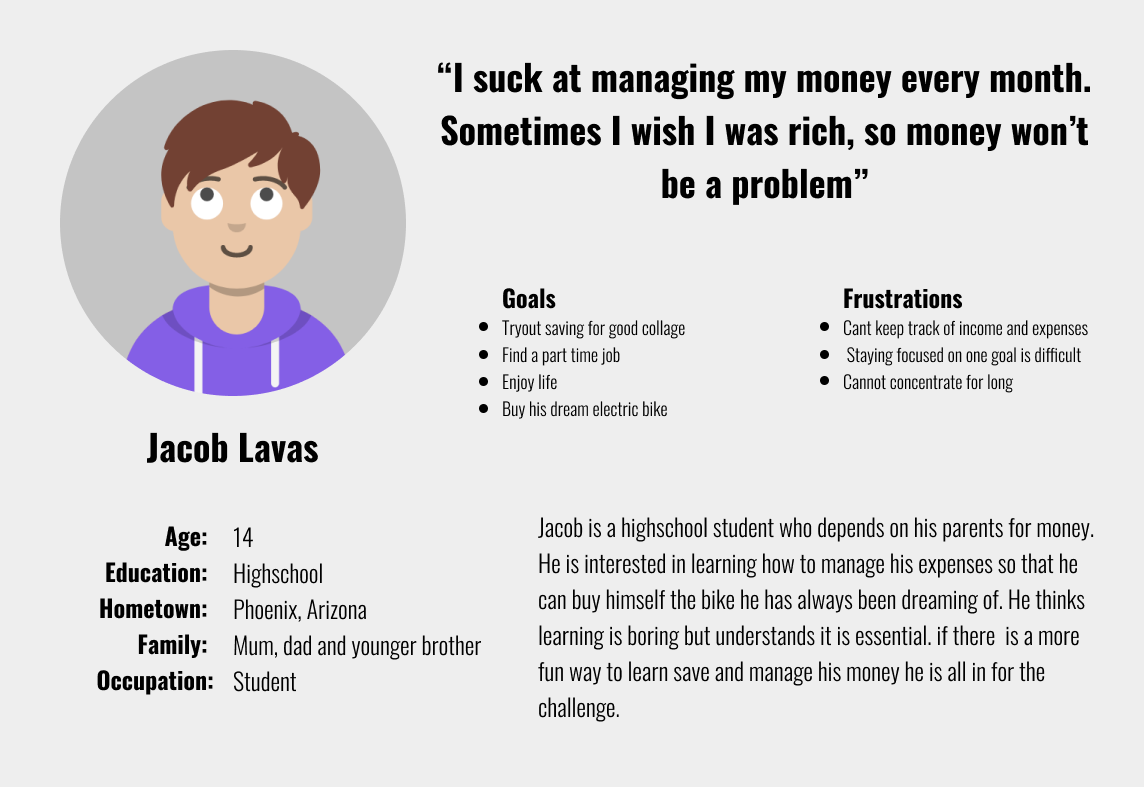 “I suck at managing my money every month.
Sometimes I wish I was rich, so money won’t
be a problem”
Goals
Tryout saving for good collage
Find a part time job
Enjoy life
Buy his dream electric bike
Frustrations
Cant keep track of income and expenses
Staying focused on one goal is difficult
Cannot concentrate for long
Jacob Lavas
Age: 14
Education: Highschool
Hometown: Phoenix, Arizona
Family: Mum, dad and younger brother
Occupation: Student
Jacob is a highschool student who depends on his parents for money.
He is interested in learning how to manage his expenses so that he
can buy himself the bike he has always been dreaming of. He thinks
learning is boring but understands it is essential. if there  is a more
fun way to learn save and manage his money he is all in for the
challenge.